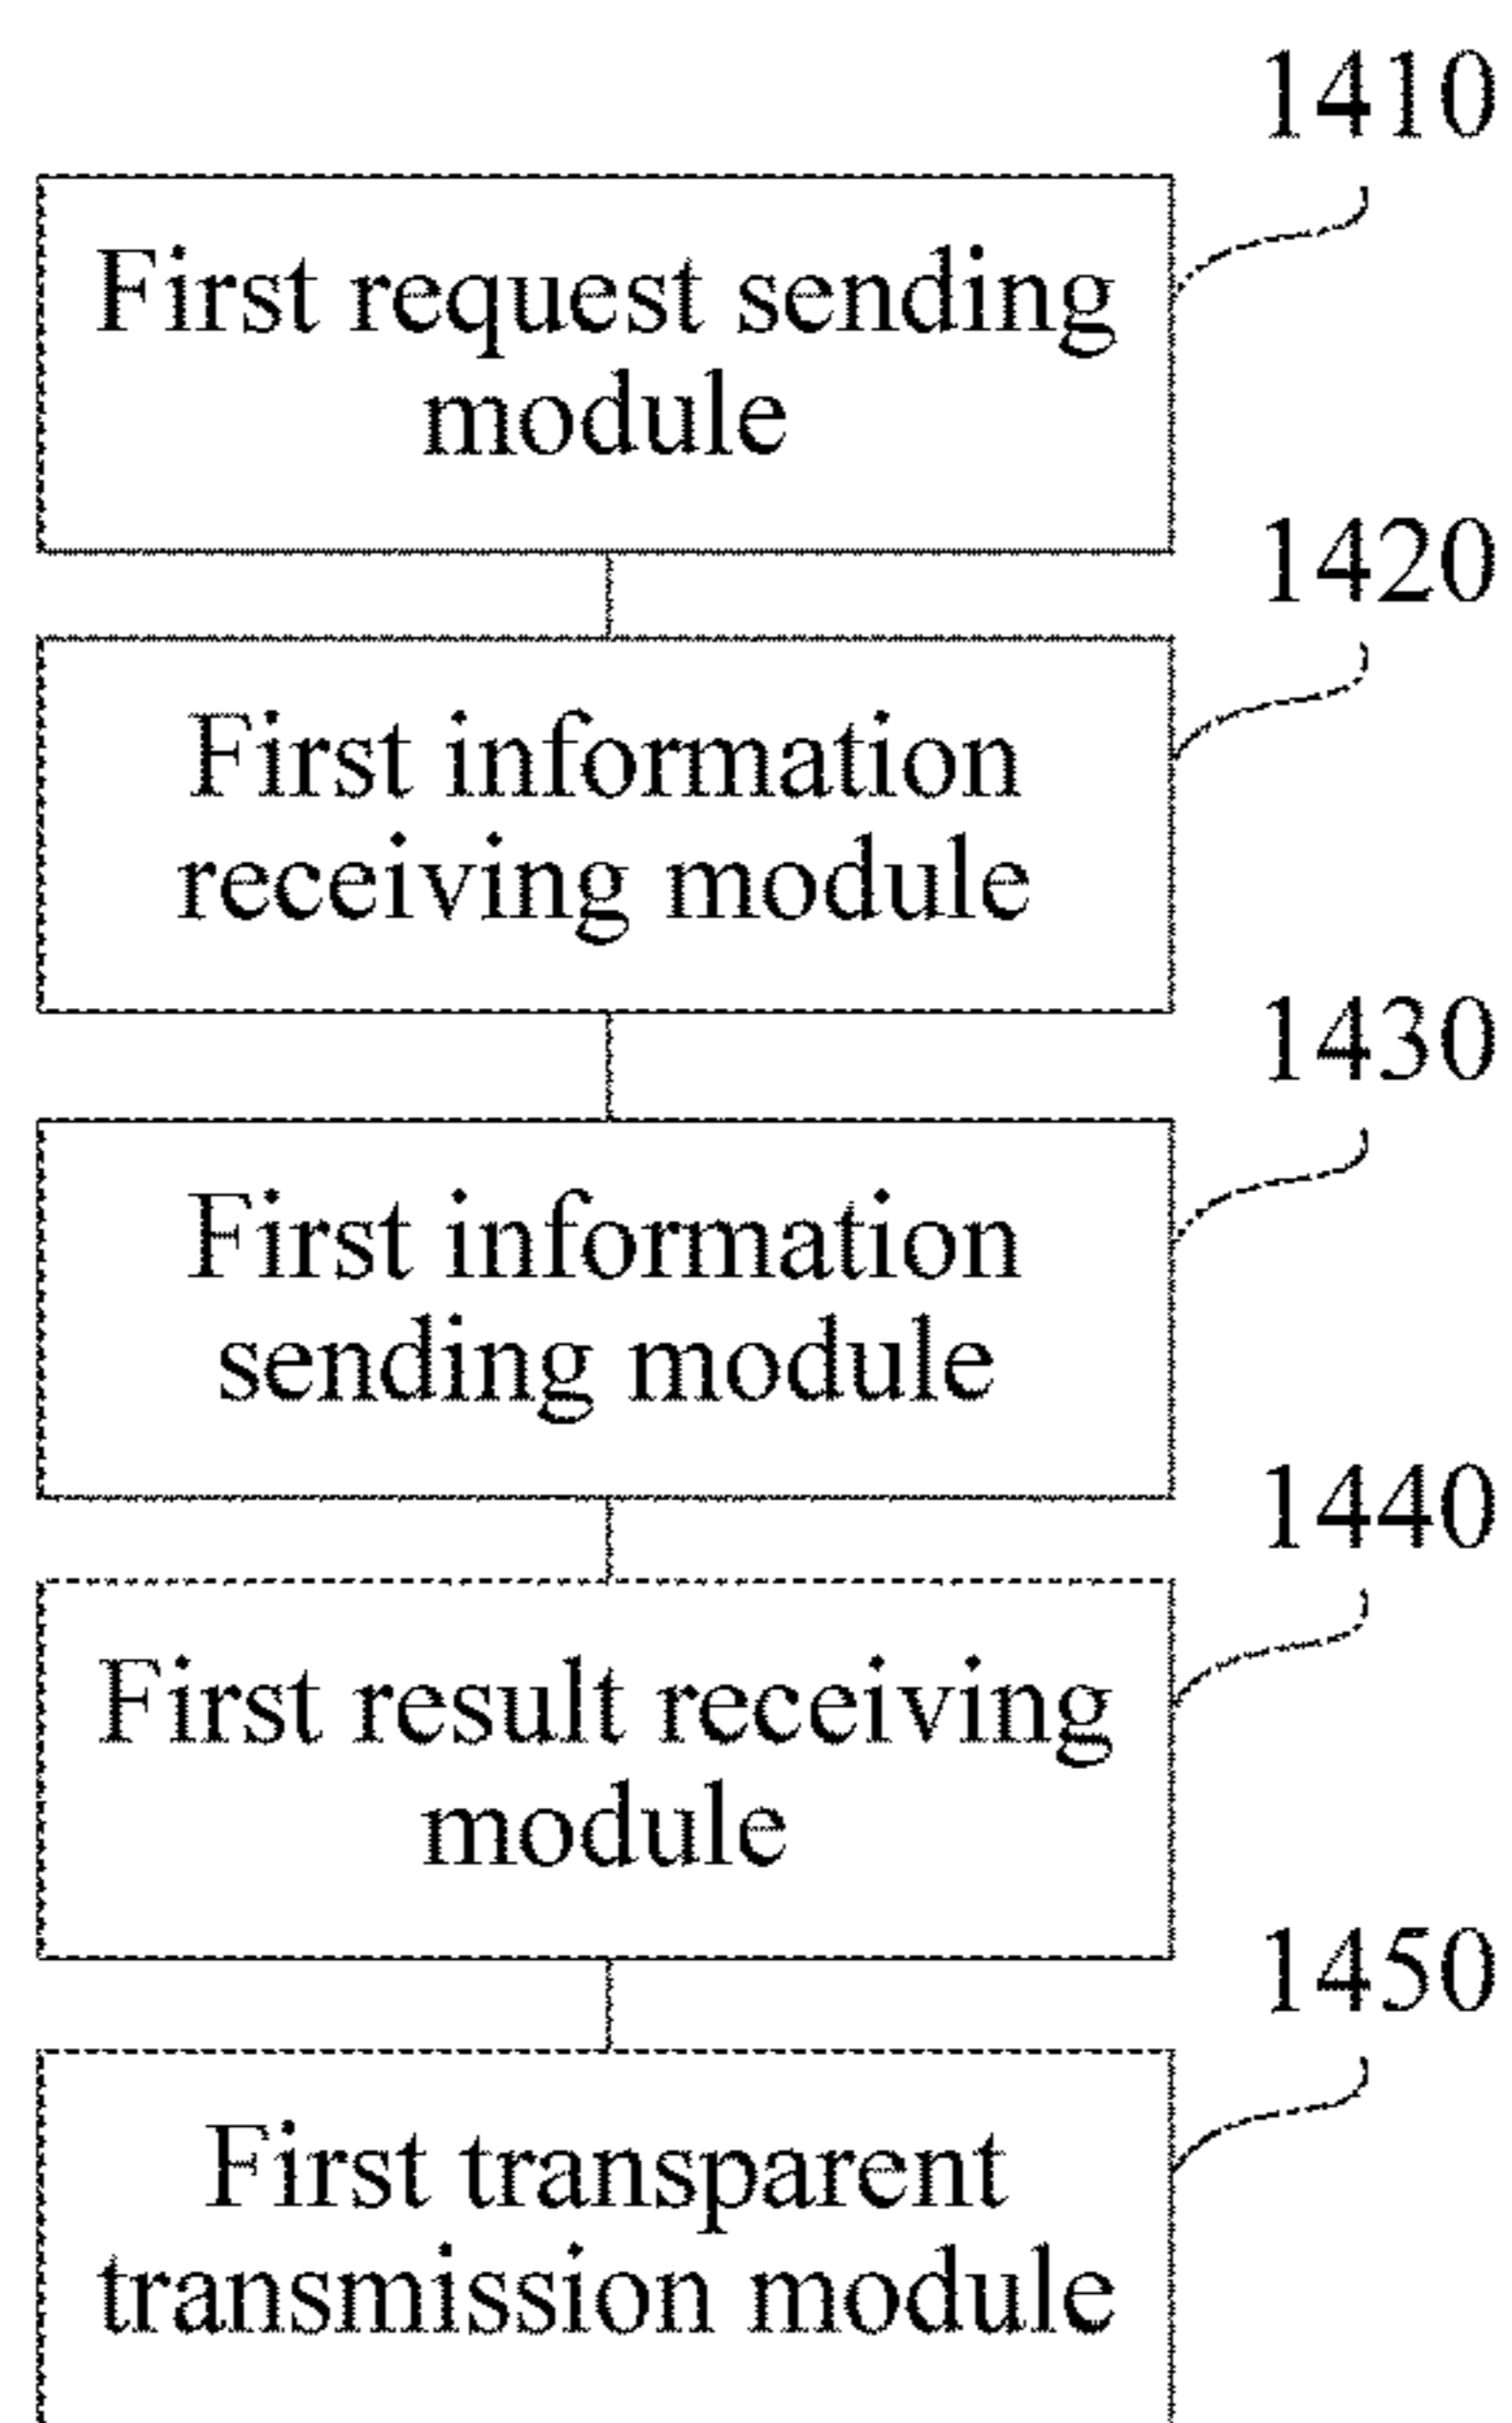 1410
First request sending
module
1420
First information
receiving module
1430
First information
sending module
1440
First result receiving
module
1450
First transparent
transmission module